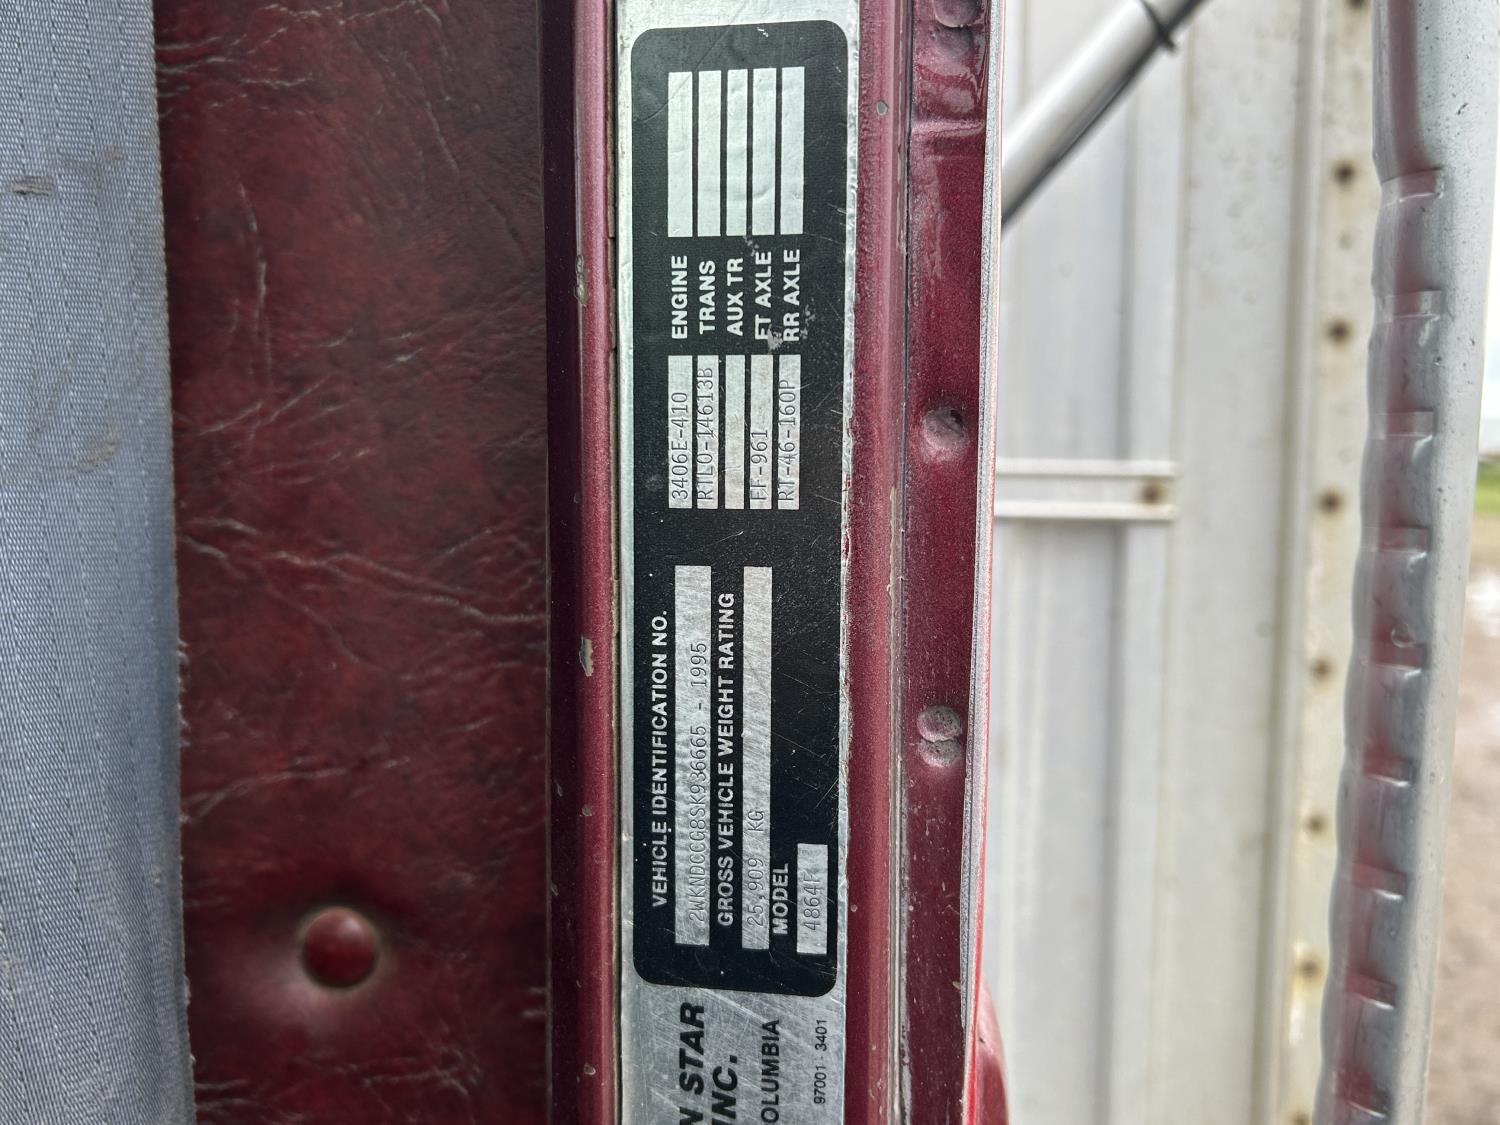 N STAR
INC.
OLUMBIA
97001 3401
VEHICLE IDENTIFICATION NO.
2WKNDCCG8SK936665 - 1995
GROSS VEHICLE WEIGHT RATING
25,909 KG
MODEL
4864F
3406E-410 ENGINE
RTLO-14613B TRANS
AUX TR
FF-961 FT AXLE
RT-46-160P RR AXLE